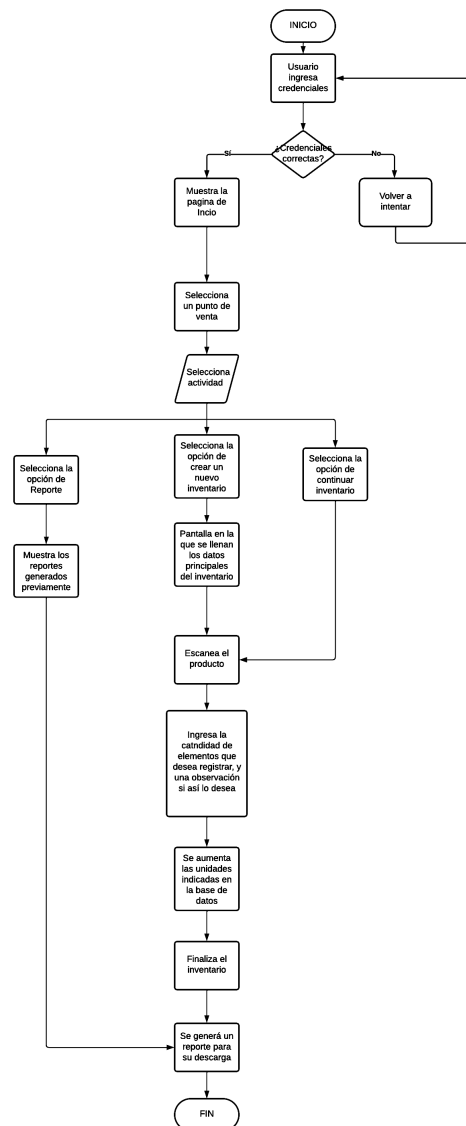 INICIO
Usuario
ingresa
credenciales
¿Credenciales
correctas?
Sí
No
Muestra la
pagina de
Incio
Volver a
intentar
Selecciona
un punto de
venta
Selecciona
actividad
Selecciona la
opción de
Reporte
Selecciona la
opción de
crear un
nuevo
inventario
Selecciona la
opción de
continuar
inventario
Muestra los
reportes
generados
previamente
Pantalla en la
que se llenan
los datos
principales
del inventario
Escanea el
producto
Ingresa la
catndidad de
elementos que
desea registrar, y
una observación
si así lo desea
Se aumenta
las unidades
indicadas en
la base de
datos
Finaliza el
inventario
Se generá un
reporte para
su descarga
FIN